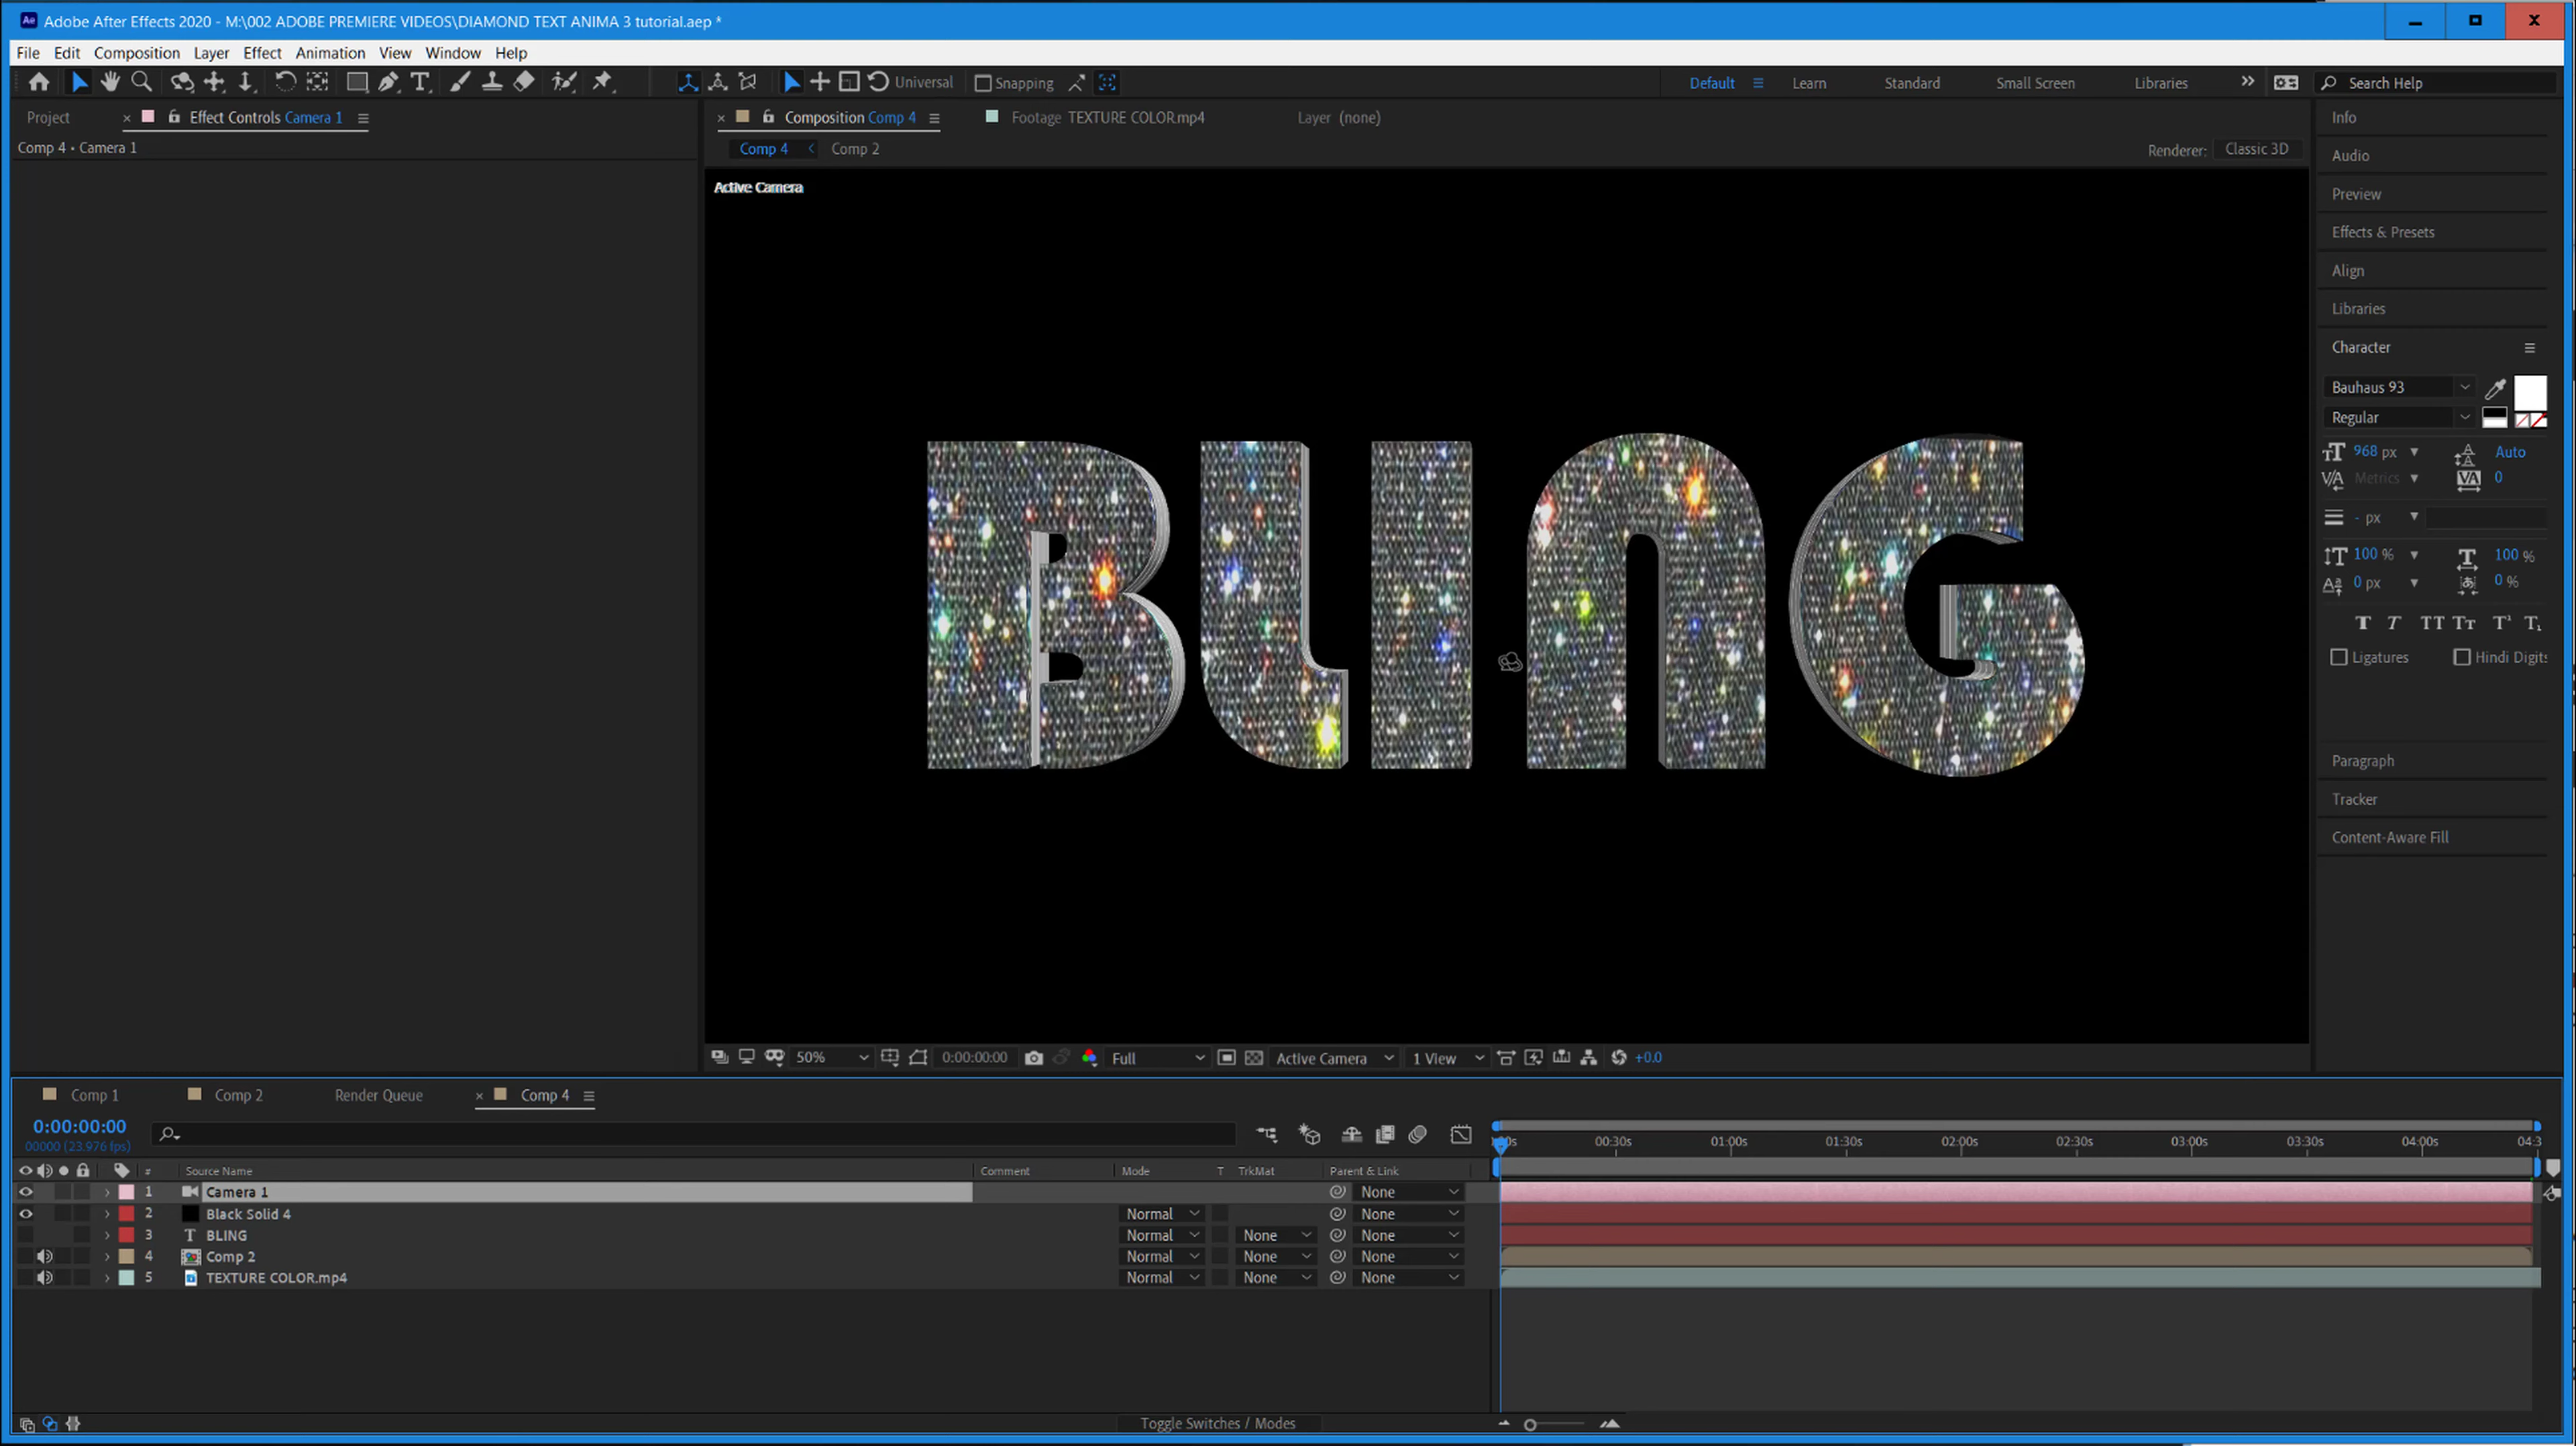 Adobe After Effects 2020 - M:\002 ADOBE PREMIERE VIDEOS\DIAMOND TEXT ANIMA 3 tutorial.aep *
File Edit Composition Layer Effect Animation View Window Help
Universal Snapping Default Learn Standard Small Screen Libraries Search Help
Project Effect Controls Camera 1 Composition Comp 4 Footage TEXTURE COLOR.mp4 Layer (none) Info
Comp 4 • Camera 1 Comp 4 Comp 2 Renderer: Classic 3D
Audio
Active Camera
Preview
Effects & Presets
Align
Libraries
Character
Bauhaus 93
Regular
968 px Auto
Metrics 0
- px
100 % 100 %
0 px 0 %
T T TT Tt T¹ T₁
Ligatures Hindi Digits
BLING
Paragraph
Tracker
Content-Aware Fill
50% 0:00:00:00 Full Active Camera 1 View +0.0
Comp 1 Comp 2 Render Queue Comp 4
0:00:00:00
00000 (23.976 fps)
00s 00:30s 01:00s 01:30s 02:00s 02:30s 03:00s 03:30s 04:00s 04:3
# Source Name Comment Mode T TrkMat Parent & Link
1 Camera 1 None
2 Black Solid 4 Normal None
3 T BLING Normal None None
4 Comp 2 Normal None None
5 TEXTURE COLOR.mp4 Normal None None
Toggle Switches / Modes